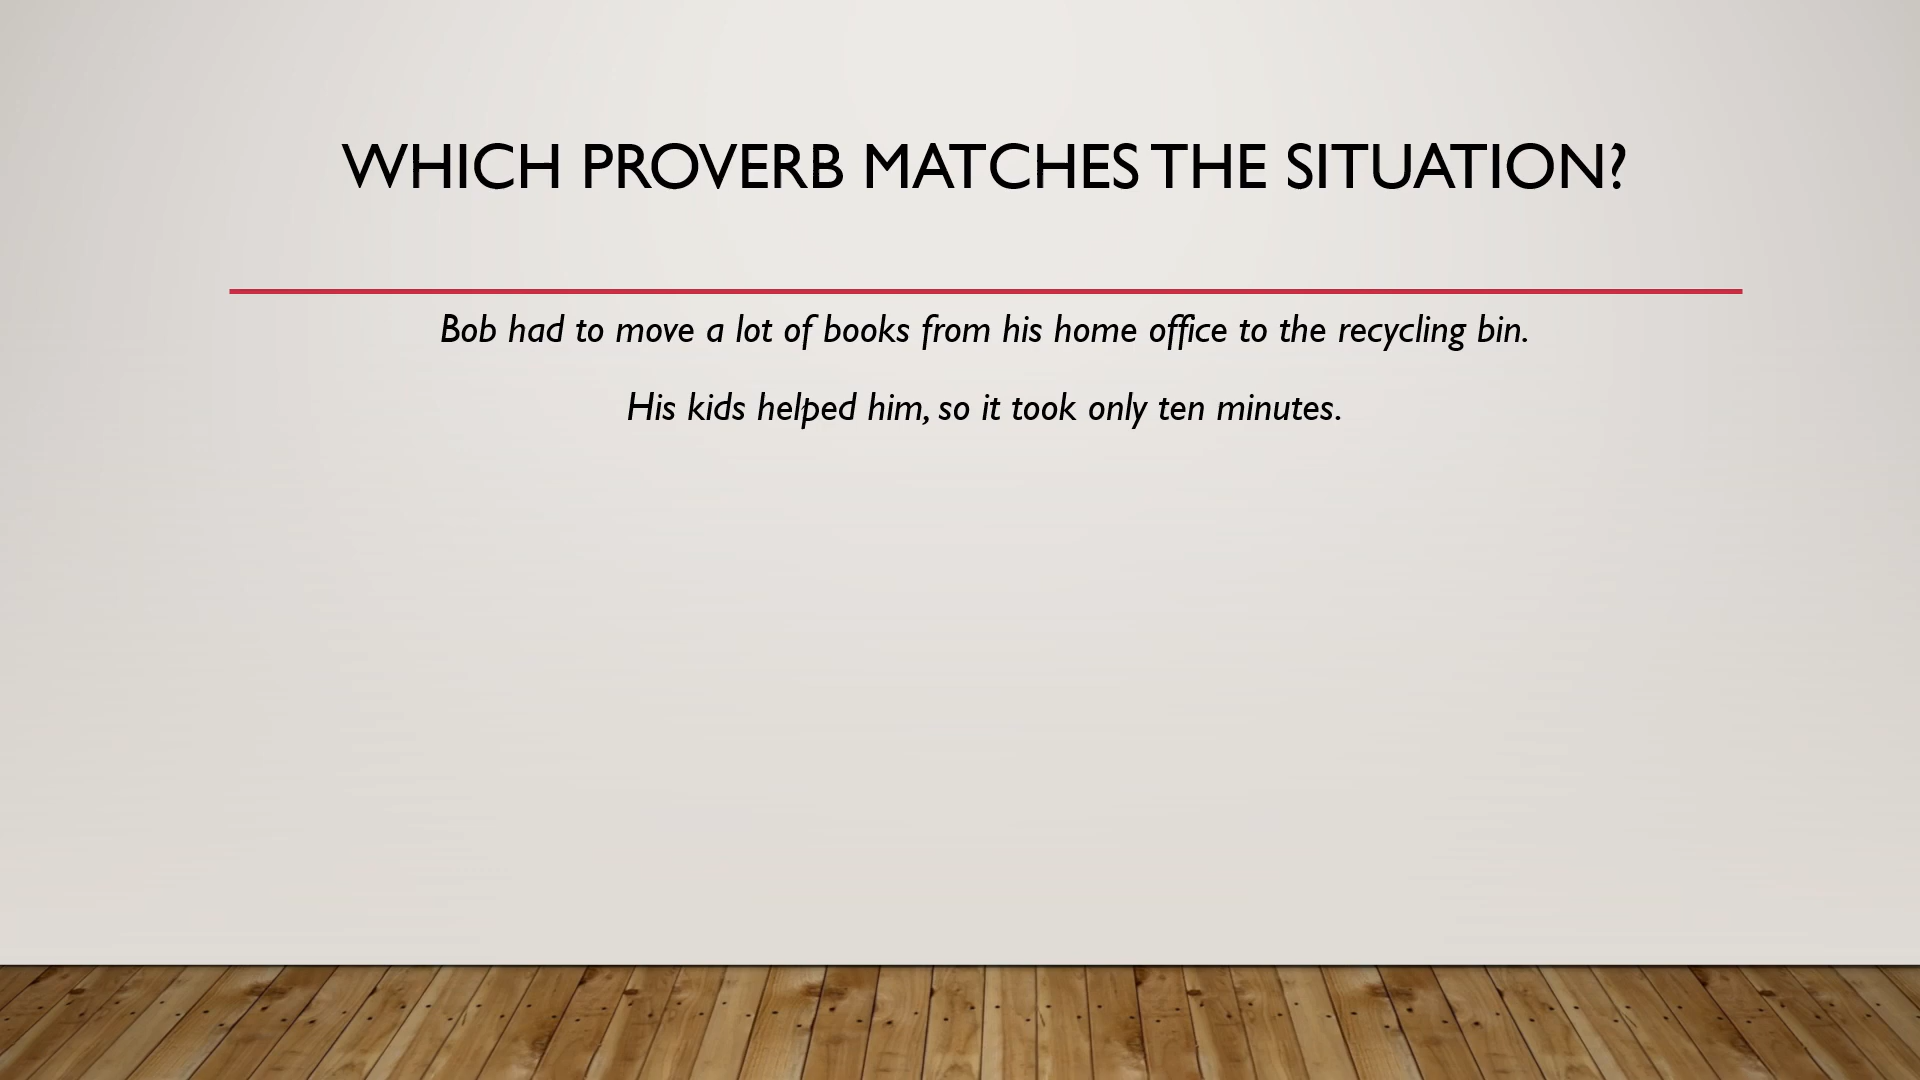 WHICH PROVERB MATCHES THE SITUATION?
Bob had to move a lot of books from his home office to the recycling bin.
His kids helped him, so it took only ten minutes.